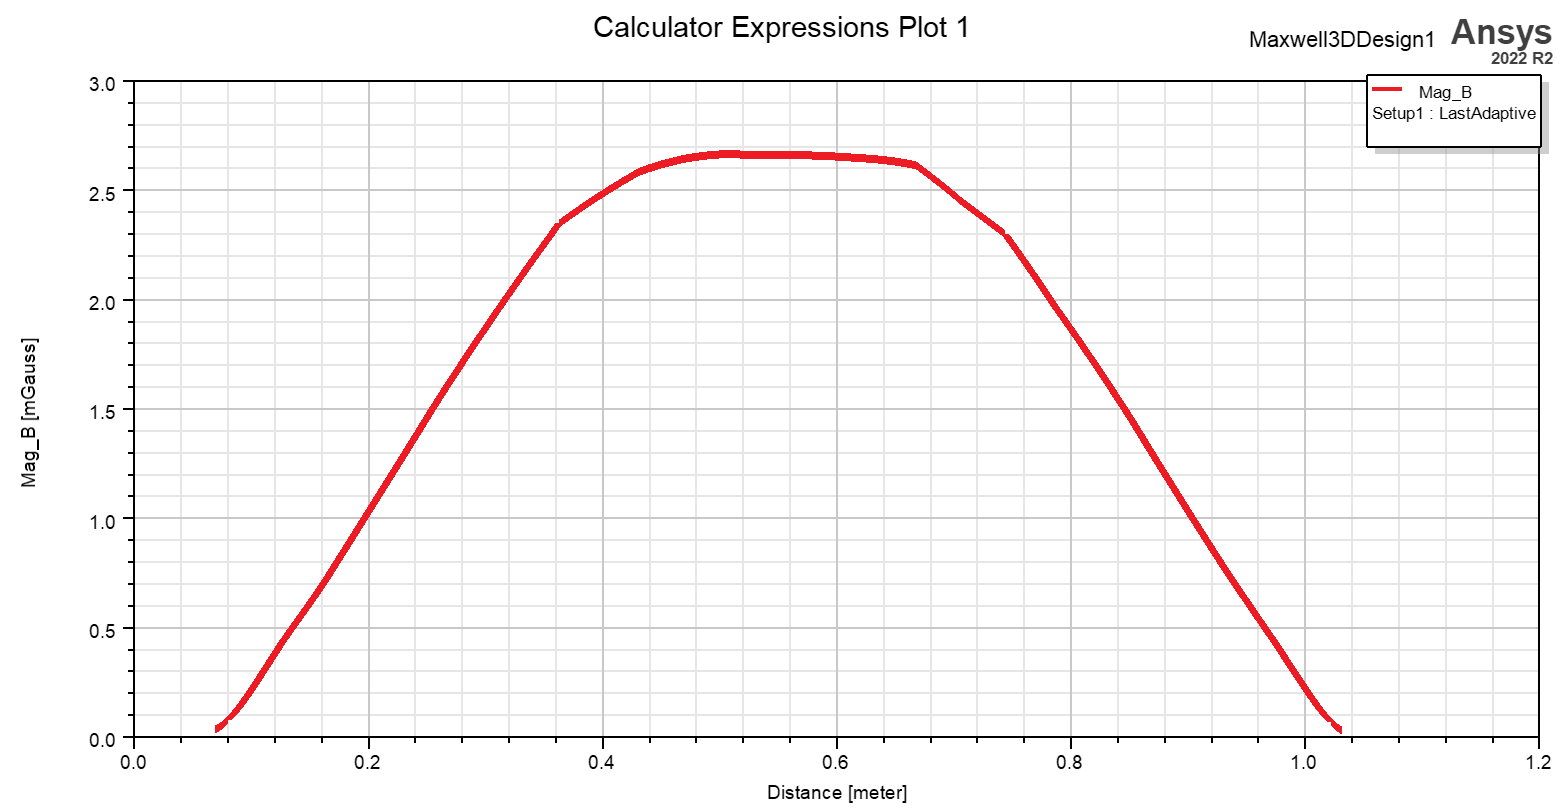 Calculator Expressions Plot 1
Maxwell3DDesign1
Ansys
2022 R2
Mag_B
Setup1 : LastAdaptive
3.0
2.5
2.0
1.5
1.0
0.5
0.0
Mag_B [mGauss]
0.0 0.2 0.4 0.6 0.8 1.0 1.2
Distance [meter]